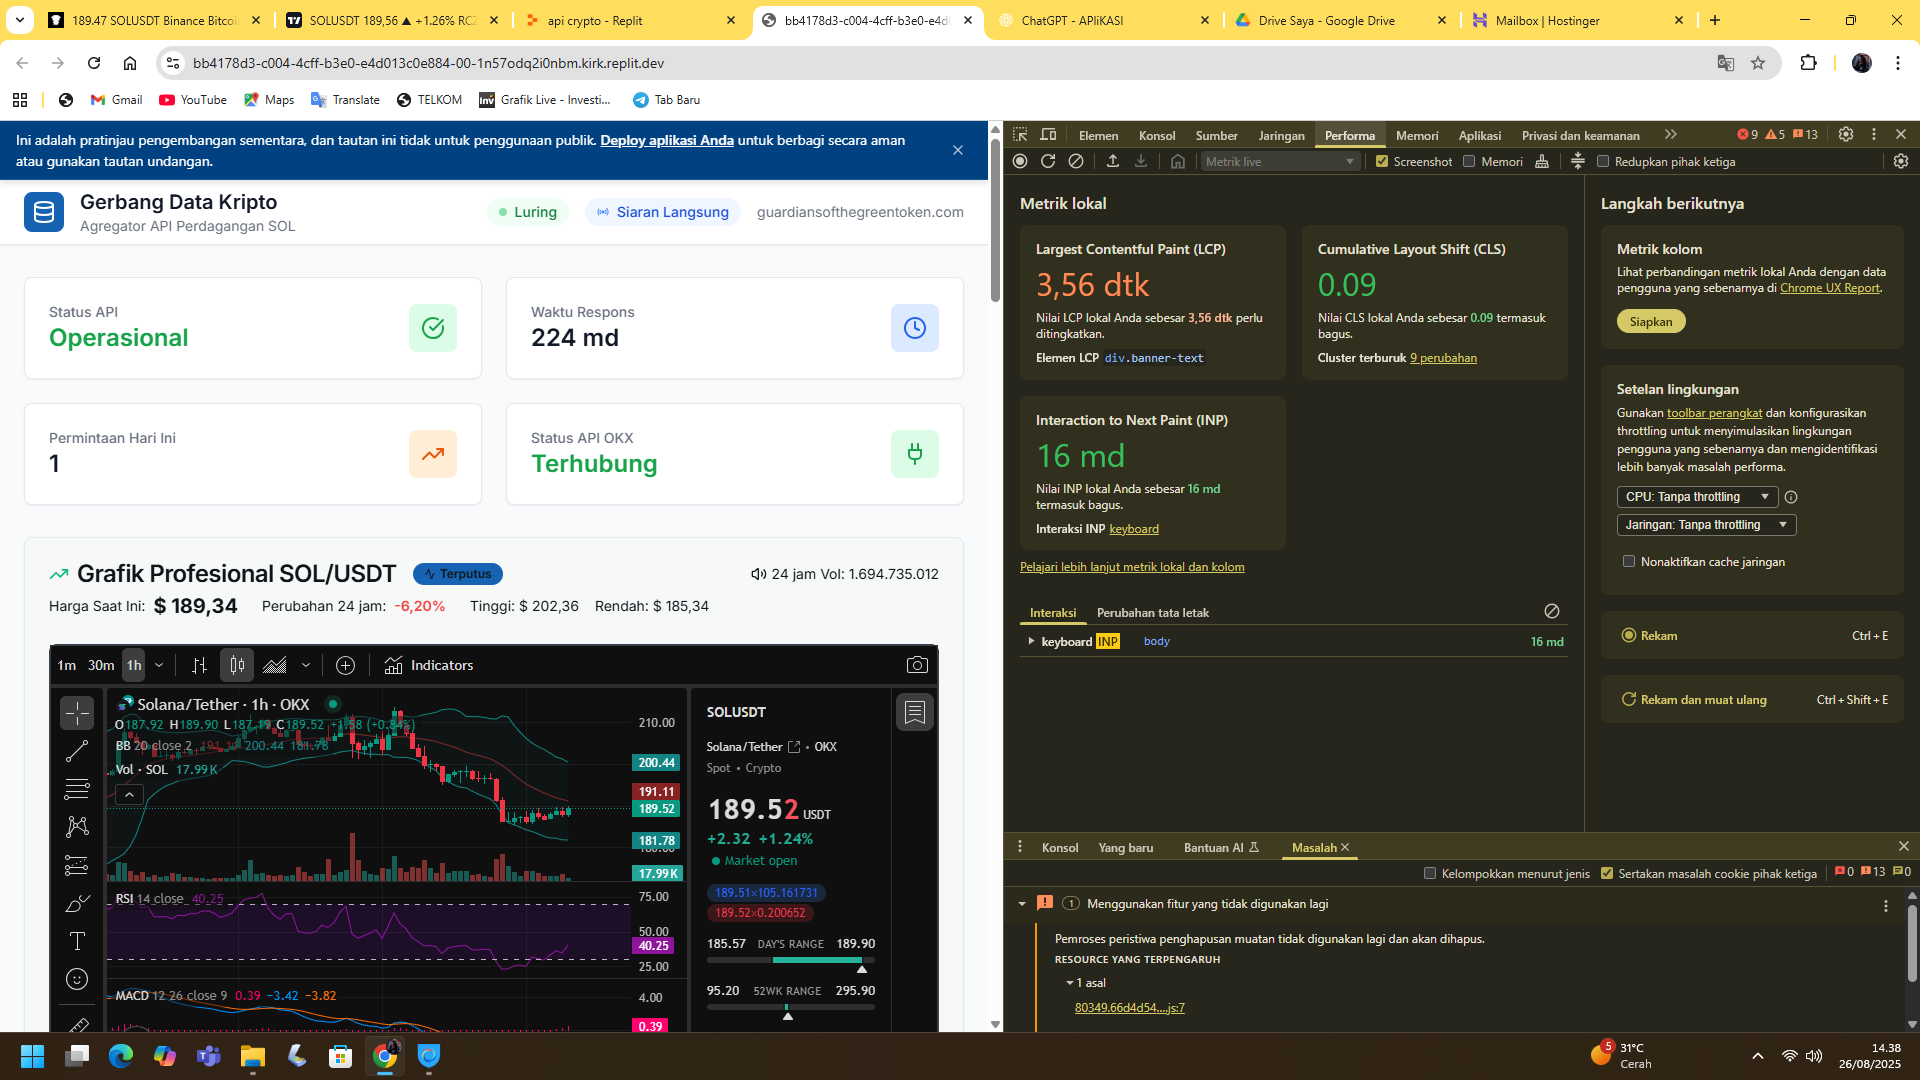 189.47 SOLUSDT Binance Bitcoi
SOLUSDT 189,56 ▲ +1.26% RC
api crypto - Replit
bb4178d3-c004-4cff-b3e0-e4d
ChatGPT - APliKASI
Drive Saya - Google Drive
Mailbox | Hostinger
bb4178d3-c004-4cff-b3e0-e4d013c0e884-00-1n57odq2i0nbm.kirk.replit.dev
Gmail
YouTube
Maps
Translate
TELKOM
Grafik Live - Investi...
Tab Baru
Ini adalah pratinjau pengembangan sementara, dan tautan ini tidak untuk penggunaan publik. Deploy aplikasi Anda untuk berbagi secara aman
atau gunakan tautan undangan.
Gerbang Data Kripto
Agregator API Perdagangan SOL
Luring
Siaran Langsung
guardiansofthegreentoken.com
Status API
Operasional
Waktu Respons
224 md
Permintaan Hari Ini
1
Status API OKX
Terhubung
Grafik Profesional SOL/USDT
Terputus
24 jam Vol: 1.694.735.012
Harga Saat Ini: $ 189,34
Perubahan 24 jam: -6,20%
Tinggi: $ 202,36
Rendah: $ 185,34
1m 30m 1h
Indicators
Solana/Tether · 1h · OKX
O187.92 H189.90 L187.19 C189.52 +1.58 (+0.84%)
BB 20 close 2 191.11 200.44 181.78
Vol · SOL 17.99K
210.00
200.44
191.11
189.52
181.78
17.99K
RSI 14 close 40.25
75.00
50.00
40.25
25.00
MACD 12 26 close 9 0.39 −3.42 −3.82
4.00
0.39
SOLUSDT
Solana/Tether • OKX
Spot • Crypto
189.52 USDT
+2.32 +1.24%
Market open
189.51×105.161731
189.52×0.200652
185.57 DAY'S RANGE 189.90
95.20 52WK RANGE 295.90
Elemen
Konsol
Sumber
Jaringan
Performa
Memori
Aplikasi
Privasi dan keamanan
9 5 13
Metrik live
Screenshot
Memori
Redupkan pihak ketiga
Metrik lokal
Largest Contentful Paint (LCP)
3,56 dtk
Nilai LCP lokal Anda sebesar 3,56 dtk perlu
ditingkatkan.
Elemen LCP div.banner-text
Cumulative Layout Shift (CLS)
0.09
Nilai CLS lokal Anda sebesar 0.09 termasuk
bagus.
Cluster terburuk 9 perubahan
Interaction to Next Paint (INP)
16 md
Nilai INP lokal Anda sebesar 16 md
termasuk bagus.
Interaksi INP keyboard
Pelajari lebih lanjut metrik lokal dan kolom
Interaksi
Perubahan tata letak
keyboard INP body 16 md
Langkah berikutnya
Metrik kolom
Lihat perbandingan metrik lokal Anda dengan data
pengguna yang sebenarnya di Chrome UX Report.
Siapkan
Setelan lingkungan
Gunakan toolbar perangkat dan konfigurasikan
throttling untuk menyimulasikan lingkungan
pengguna yang sebenarnya dan mengidentifikasi
lebih banyak masalah performa.
CPU: Tanpa throttling
Jaringan: Tanpa throttling
Nonaktifkan cache jaringan
Rekam Ctrl + E
Rekam dan muat ulang Ctrl + Shift + E
Konsol
Yang baru
Bantuan AI
Masalah
Kelompokkan menurut jenis
Sertakan masalah cookie pihak ketiga
0 13 0
1 Menggunakan fitur yang tidak digunakan lagi
Pemroses peristiwa penghapusan muatan tidak digunakan lagi dan akan dihapus.
RESOURCE YANG TERPENGARUH
1 asal
80349.66d4d54....js:7
5
31°C
Cerah
14.38
26/08/2025